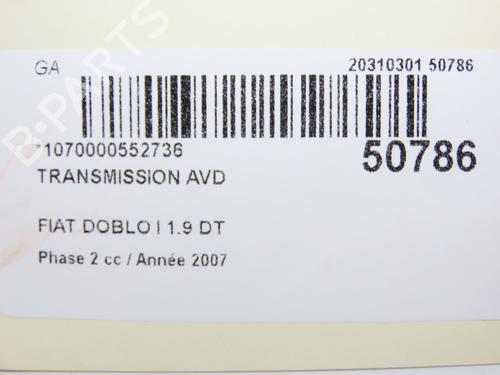 GA
20310301 50786
*1070000552736
50786
TRANSMISSION AVD
FIAT DOBLO I 1.9 DT
Phase 2 cc / Année 2007
B-PARTS